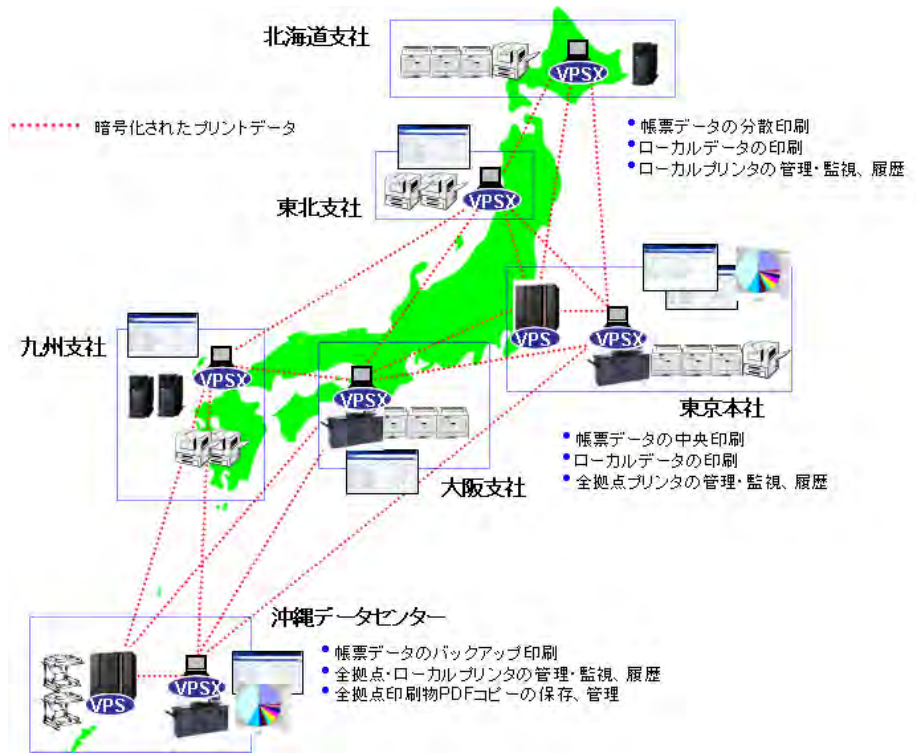 北海道支社
VPSX
暗号化されたプリントデータ
• 帳票データの分散印刷
• ローカルデータの印刷
• ローカルプリンタの管理・監視、履歴
東北支社
VPSX
九州支社
VPSX
VPSX
VPS
VPSX
東京本社
• 帳票データの中央印刷
• ローカルデータの印刷
• 全拠点プリンタの管理・監視、履歴
大阪支社
沖縄データセンター
• 帳票データのバックアップ印刷
• 全拠点・ローカルプリンタの管理・監視、履歴
• 全拠点印刷物PDFコピーの保存、管理
VPS
VPSX